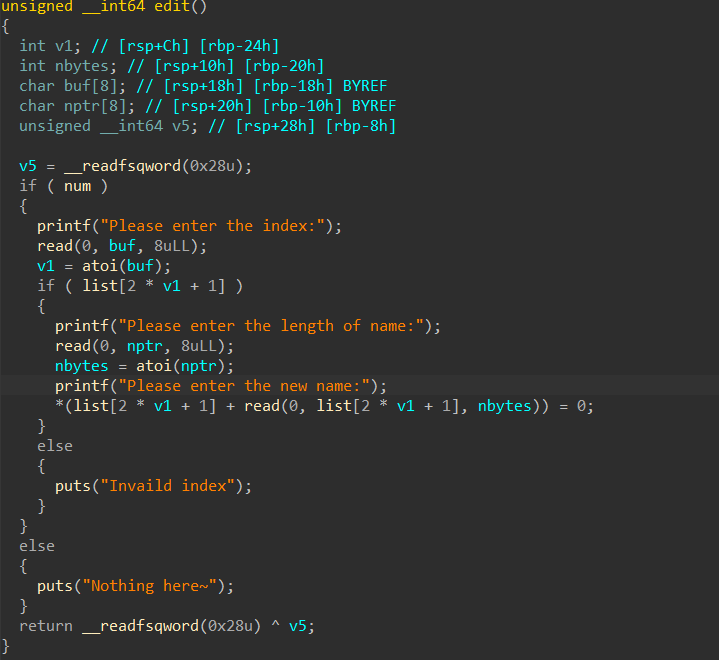 unsigned __int64 edit()
{
  int v1; // [rsp+Ch] [rbp-24h]
  int nbytes; // [rsp+10h] [rbp-20h]
  char buf[8]; // [rsp+18h] [rbp-18h] BYREF
  char nptr[8]; // [rsp+20h] [rbp-10h] BYREF
  unsigned __int64 v5; // [rsp+28h] [rbp-8h]

  v5 = __readfsqword(0x28u);
  if ( num )
  {
    printf("Please enter the index:");
    read(0, buf, 8uLL);
    v1 = atoi(buf);
    if ( list[2 * v1 + 1] )
    {
      printf("Please enter the length of name:");
      read(0, nptr, 8uLL);
      nbytes = atoi(nptr);
      printf("Please enter the new name:");
      *(list[2 * v1 + 1] + read(0, list[2 * v1 + 1], nbytes)) = 0;
    }
    else
    {
      puts("Invaild index");
    }
  }
  else
  {
    puts("Nothing here~");
  }
  return __readfsqword(0x28u) ^ v5;
}